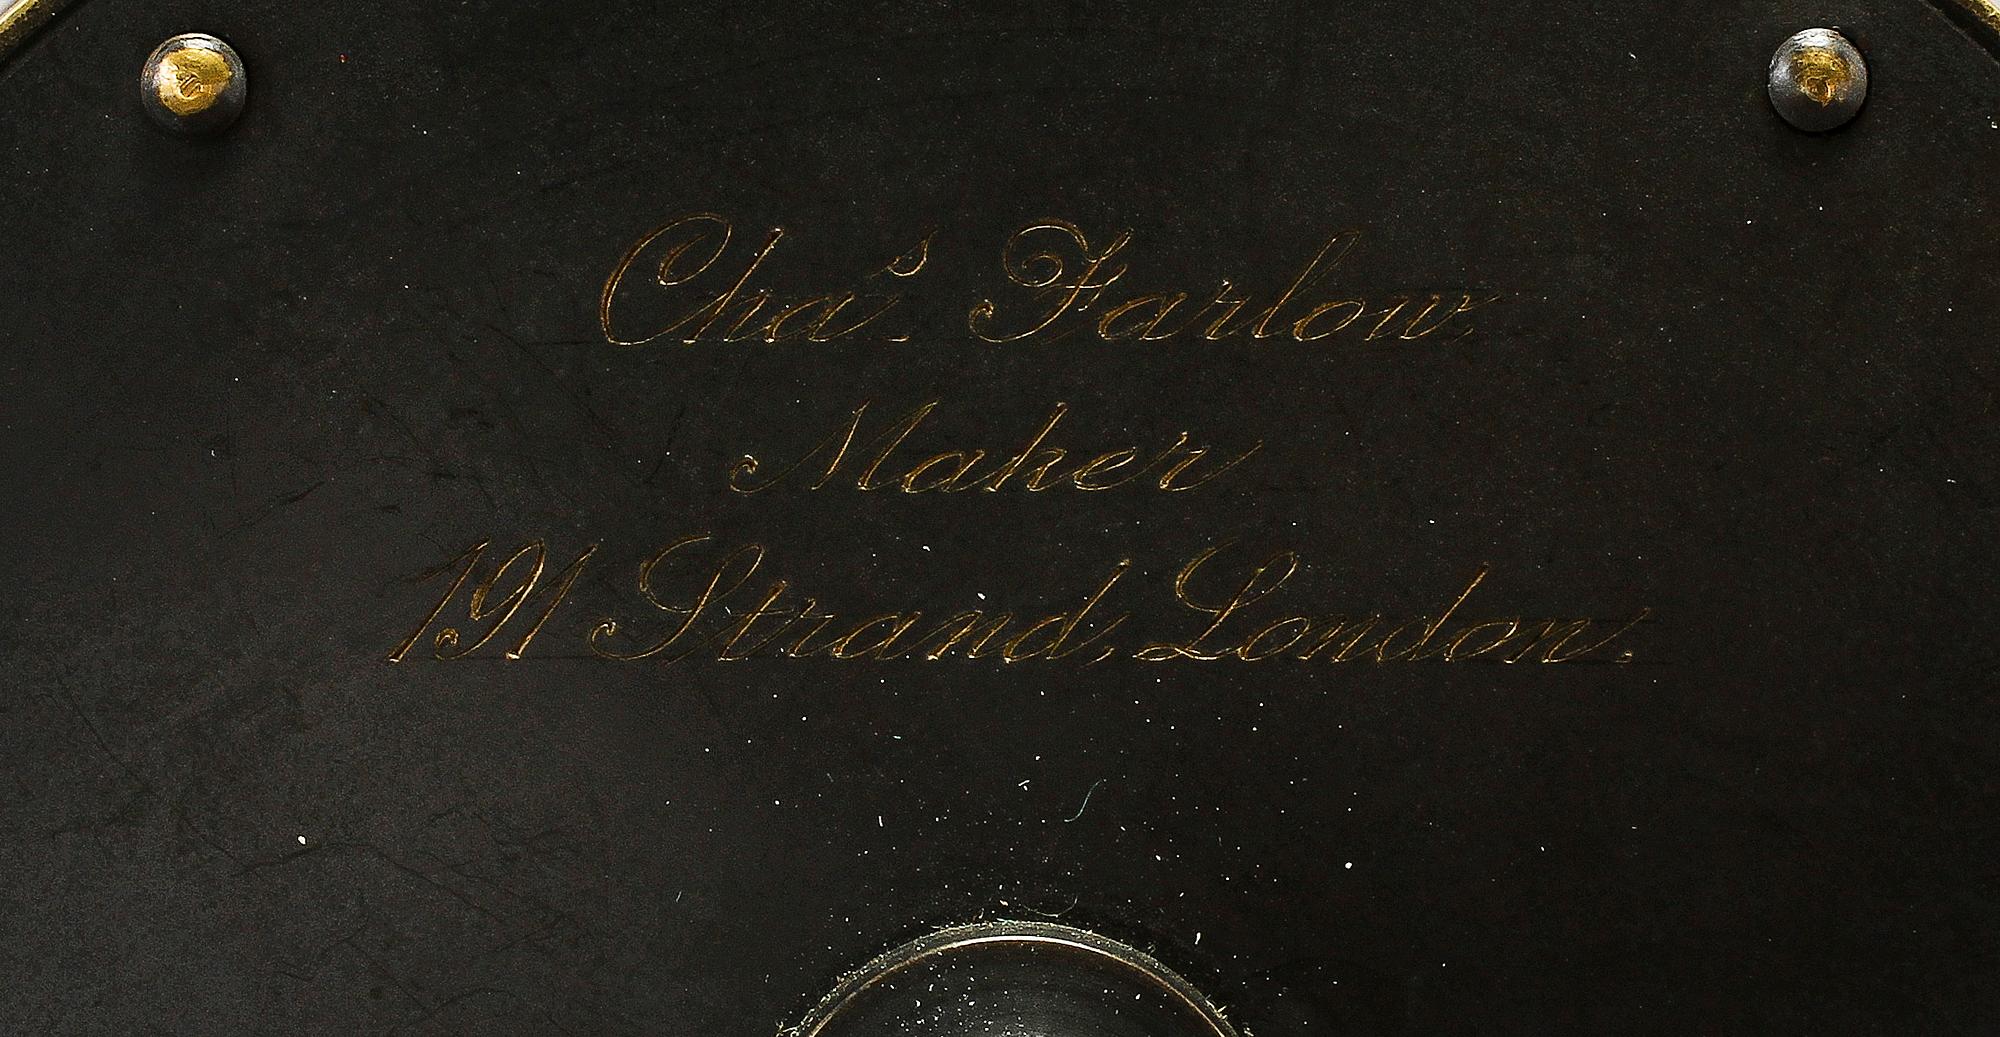 Chas. Farlow.
Maker
191 Strand, London.